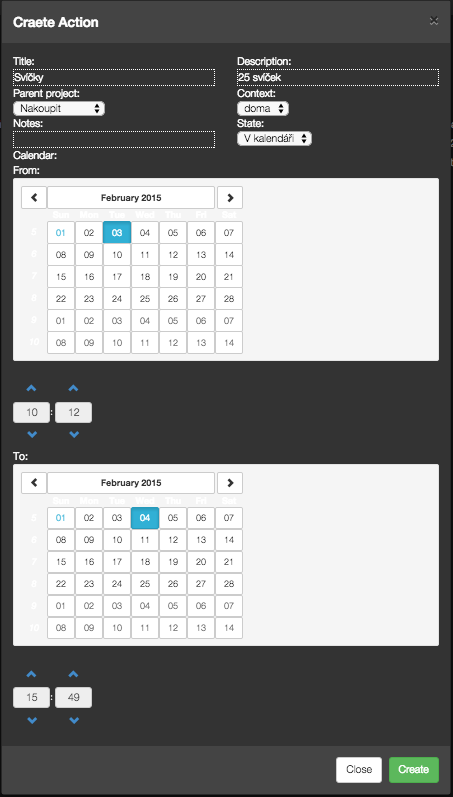 Craete Action ×
Title: Description:
Svíčky 25 svíček
Parent project: Context:
Nakoupit doma
Notes: State:
V kalendáři
Calendar:
From:
February 2015
Sun Mon Tue Wed Thu Fri Sat
5 01 02 03 04 05 06 07
6 08 09 10 11 12 13 14
7 15 16 17 18 19 20 21
8 22 23 24 25 26 27 28
9 01 02 03 04 05 06 07
10 08 09 10 11 12 13 14
10 : 12
To:
February 2015
Sun Mon Tue Wed Thu Fri Sat
5 01 02 03 04 05 06 07
6 08 09 10 11 12 13 14
7 15 16 17 18 19 20 21
8 22 23 24 25 26 27 28
9 01 02 03 04 05 06 07
10 08 09 10 11 12 13 14
15 : 49
Close Create